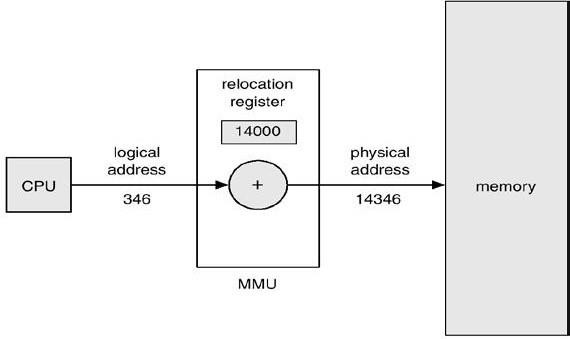 relocation
register
14000
logical
address
346
CPU
+
physical
address
14346
memory
MMU